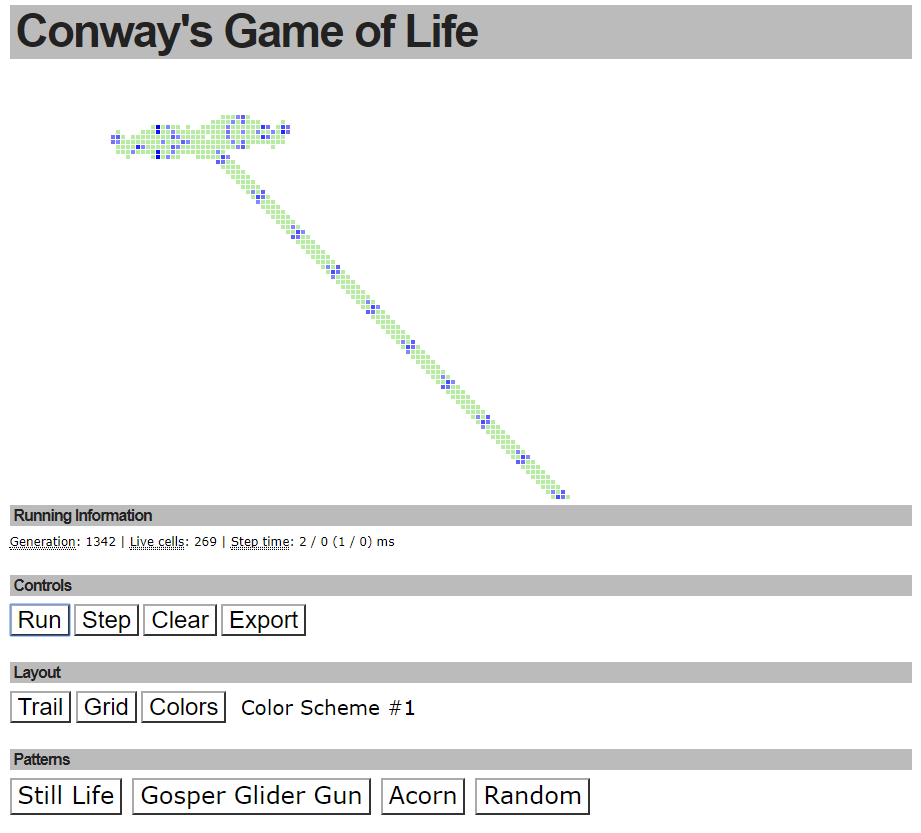 Conway's Game of Life
Running Information
Generation: 1342 | Live cells: 269 | Step time: 2 / 0 (1 / 0) ms
Controls
Run Step Clear Export
Layout
Trail Grid Colors Color Scheme #1
Patterns
Still Life Gosper Glider Gun Acorn Random